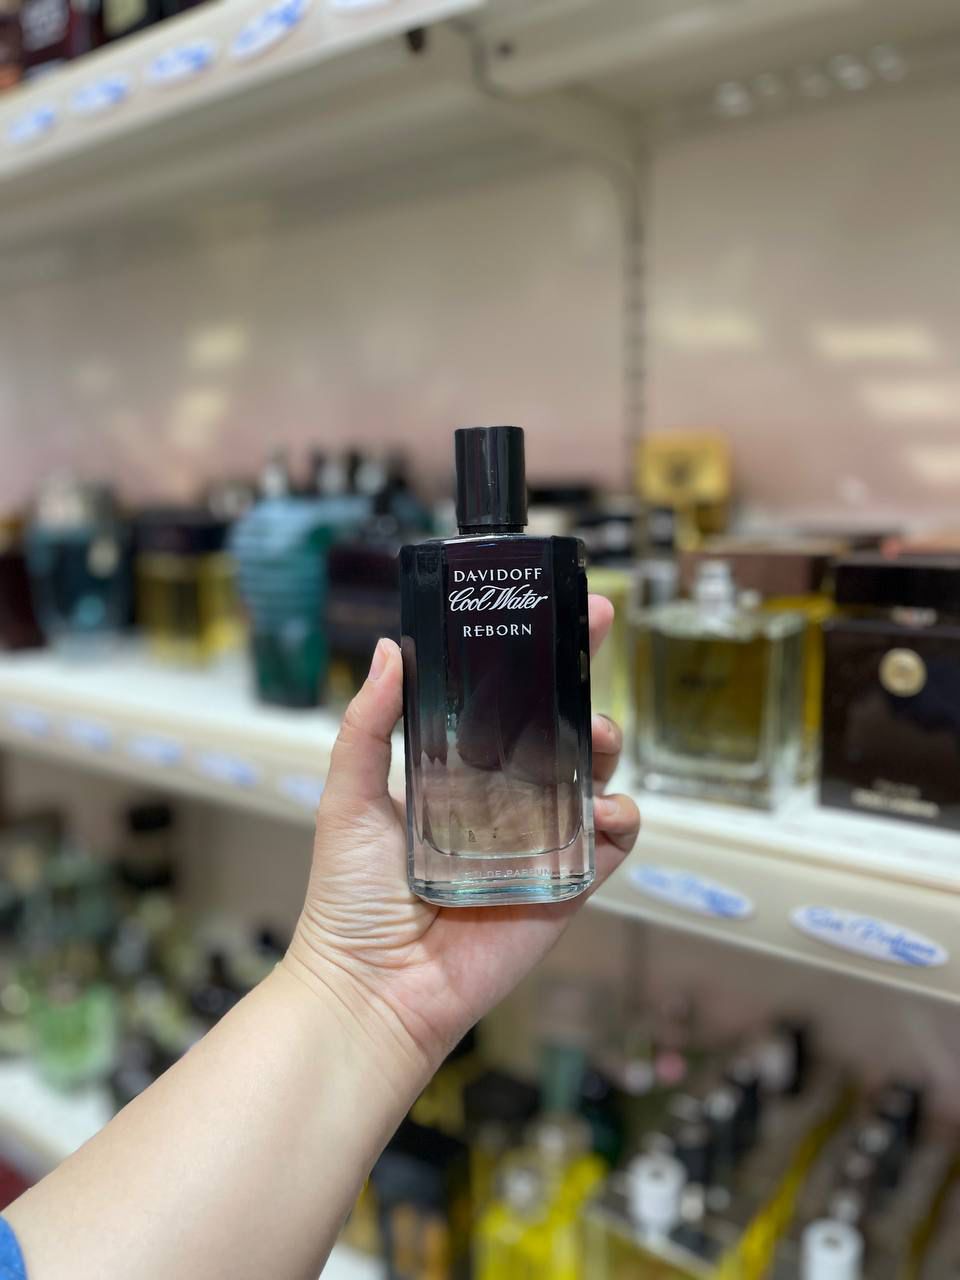 DAVIDOFF
Cool Water
REBORN
EAU DE PARFUM